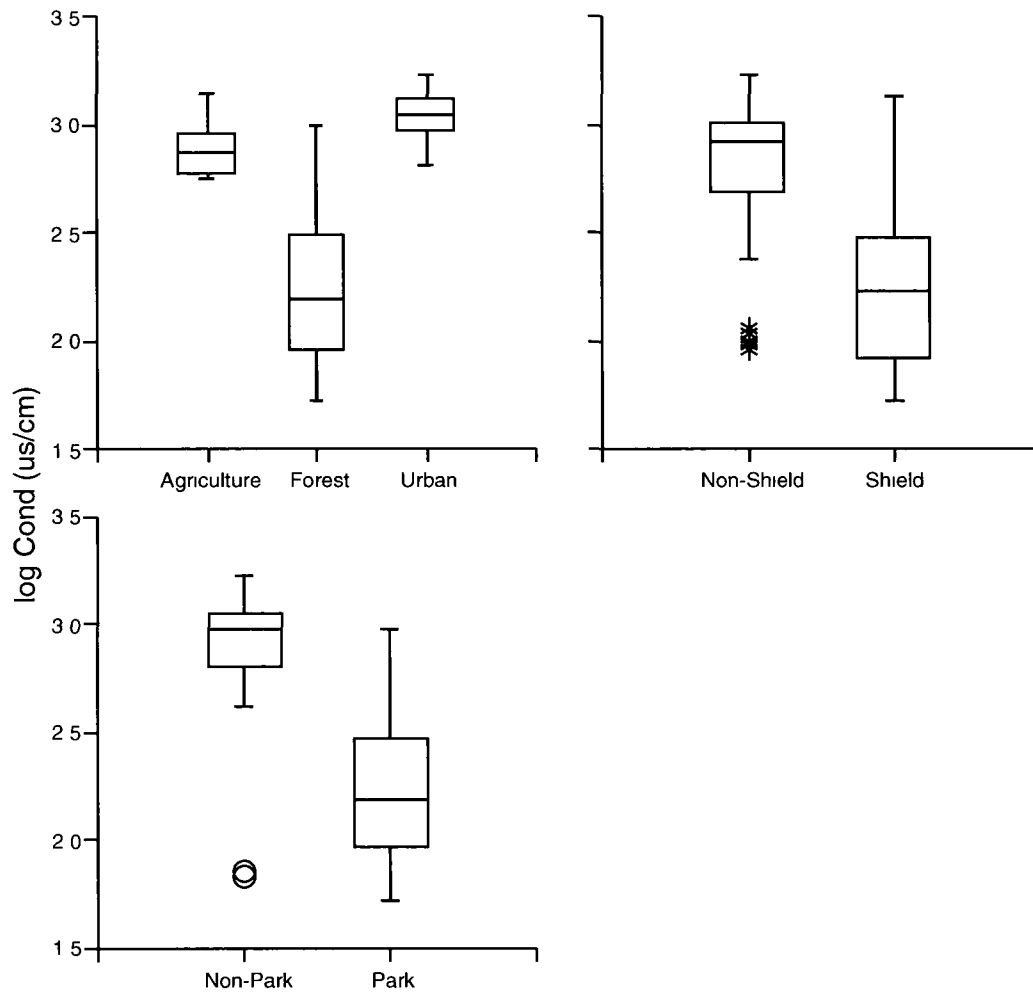 log Cond (us/cm)
3 5
3 0
2 5
2 0
1 5
Agriculture Forest Urban
Non-Shield Shield
3 5
3 0
2 5
2 0
1 5
Non-Park Park